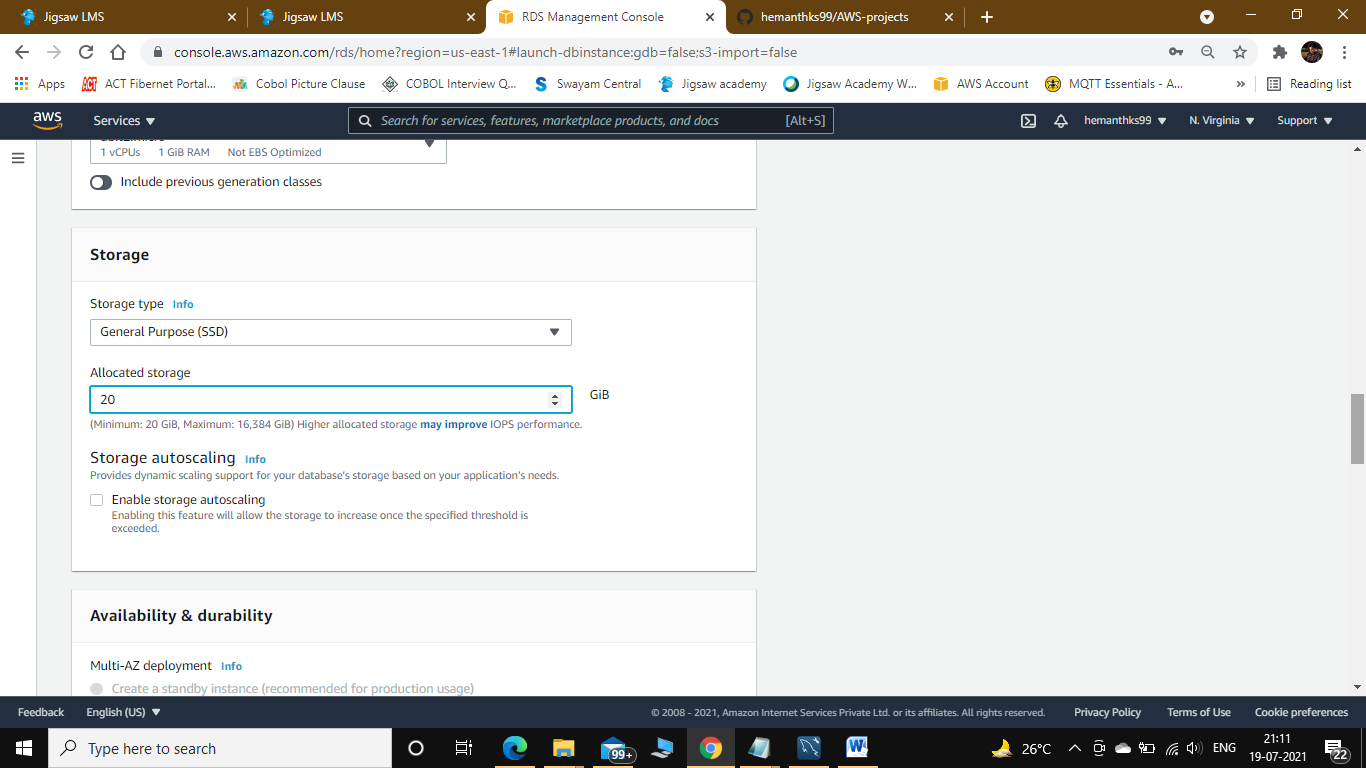 Jigsaw LMS
Jigsaw LMS
RDS Management Console
hemanthks99/AWS-projects
console.aws.amazon.com/rds/home?region=us-east-1#launch-dbinstance:gdb=false;s3-import=false
Apps
ACT Fibernet Portal...
Cobol Picture Clause
COBOL Interview Q...
Swayam Central
Jigsaw academy
Jigsaw Academy W...
AWS Account
MQTT Essentials - A...
»
Reading list
aws
Services
Search for services, features, marketplace products, and docs
[Alt+S]
hemanthks99
N. Virginia
Support
1 vCPUs 1 GiB RAM Not EBS Optimized
Include previous generation classes
Storage
Storage type Info
General Purpose (SSD)
Allocated storage
20
GiB
(Minimum: 20 GiB, Maximum: 16,384 GiB) Higher allocated storage may improve IOPS performance.
Storage autoscaling Info
Provides dynamic scaling support for your database's storage based on your application's needs.
Enable storage autoscaling
Enabling this feature will allow the storage to increase once the specified threshold is
exceeded.
Availability & durability
Multi-AZ deployment Info
Create a standby instance (recommended for production usage)
Feedback
English (US)
© 2008 - 2021, Amazon Internet Services Private Ltd. or its affiliates. All rights reserved.
Privacy Policy
Terms of Use
Cookie preferences
Type here to search
99+
26°C
ENG
21:11
19-07-2021
22